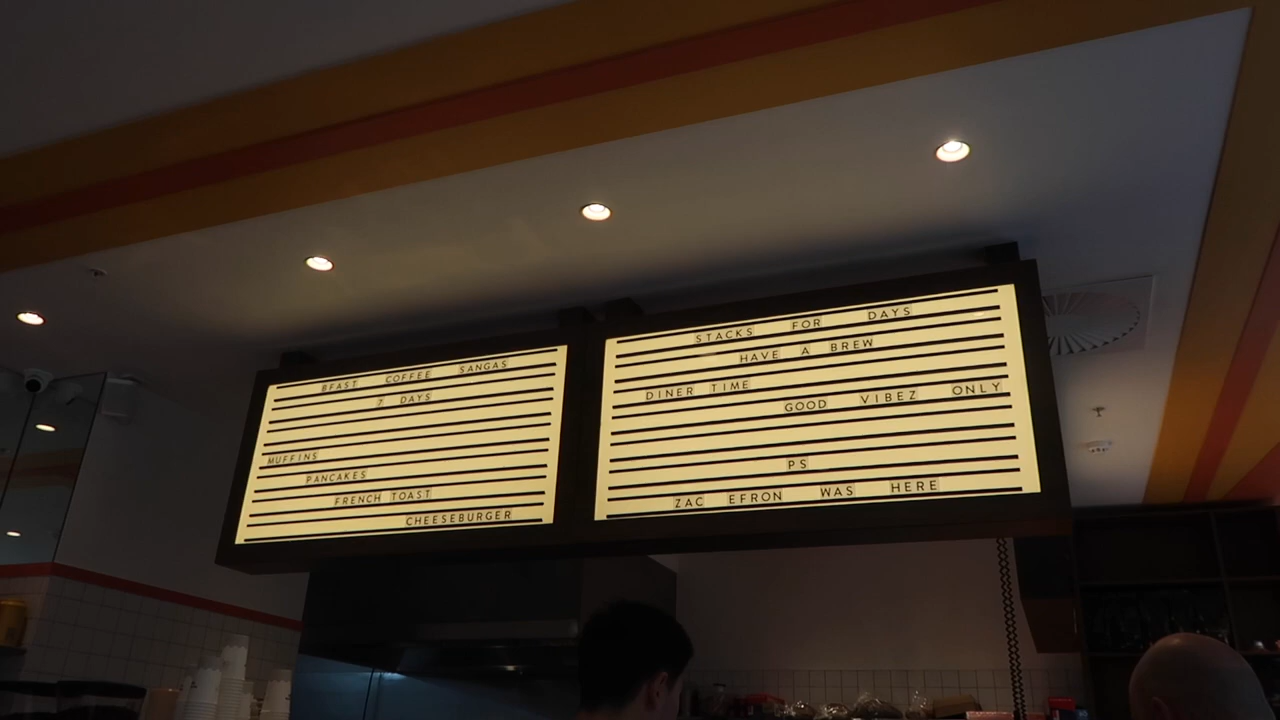 BFAST COFFEE SANGAS
7 DAYS
MUFFINS
PANCAKES
FRENCH TOAST
CHEESEBURGER
STACKS FOR DAYS
HAVE A BREW
DINER TIME
GOOD VIBEZ ONLY
PS
ZAC EFRON WAS HERE